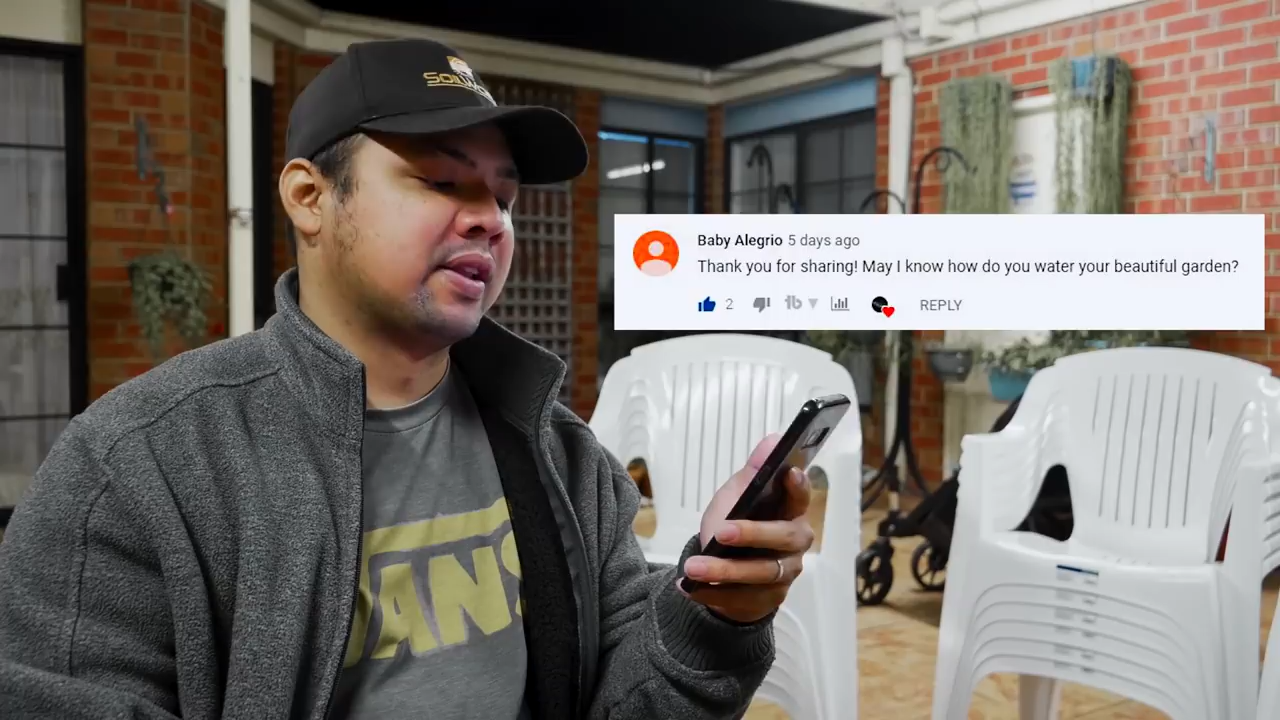 Baby Alegrio 5 days ago
Thank you for sharing! May I know how do you water your beautiful garden?
2
REPLY
VANS